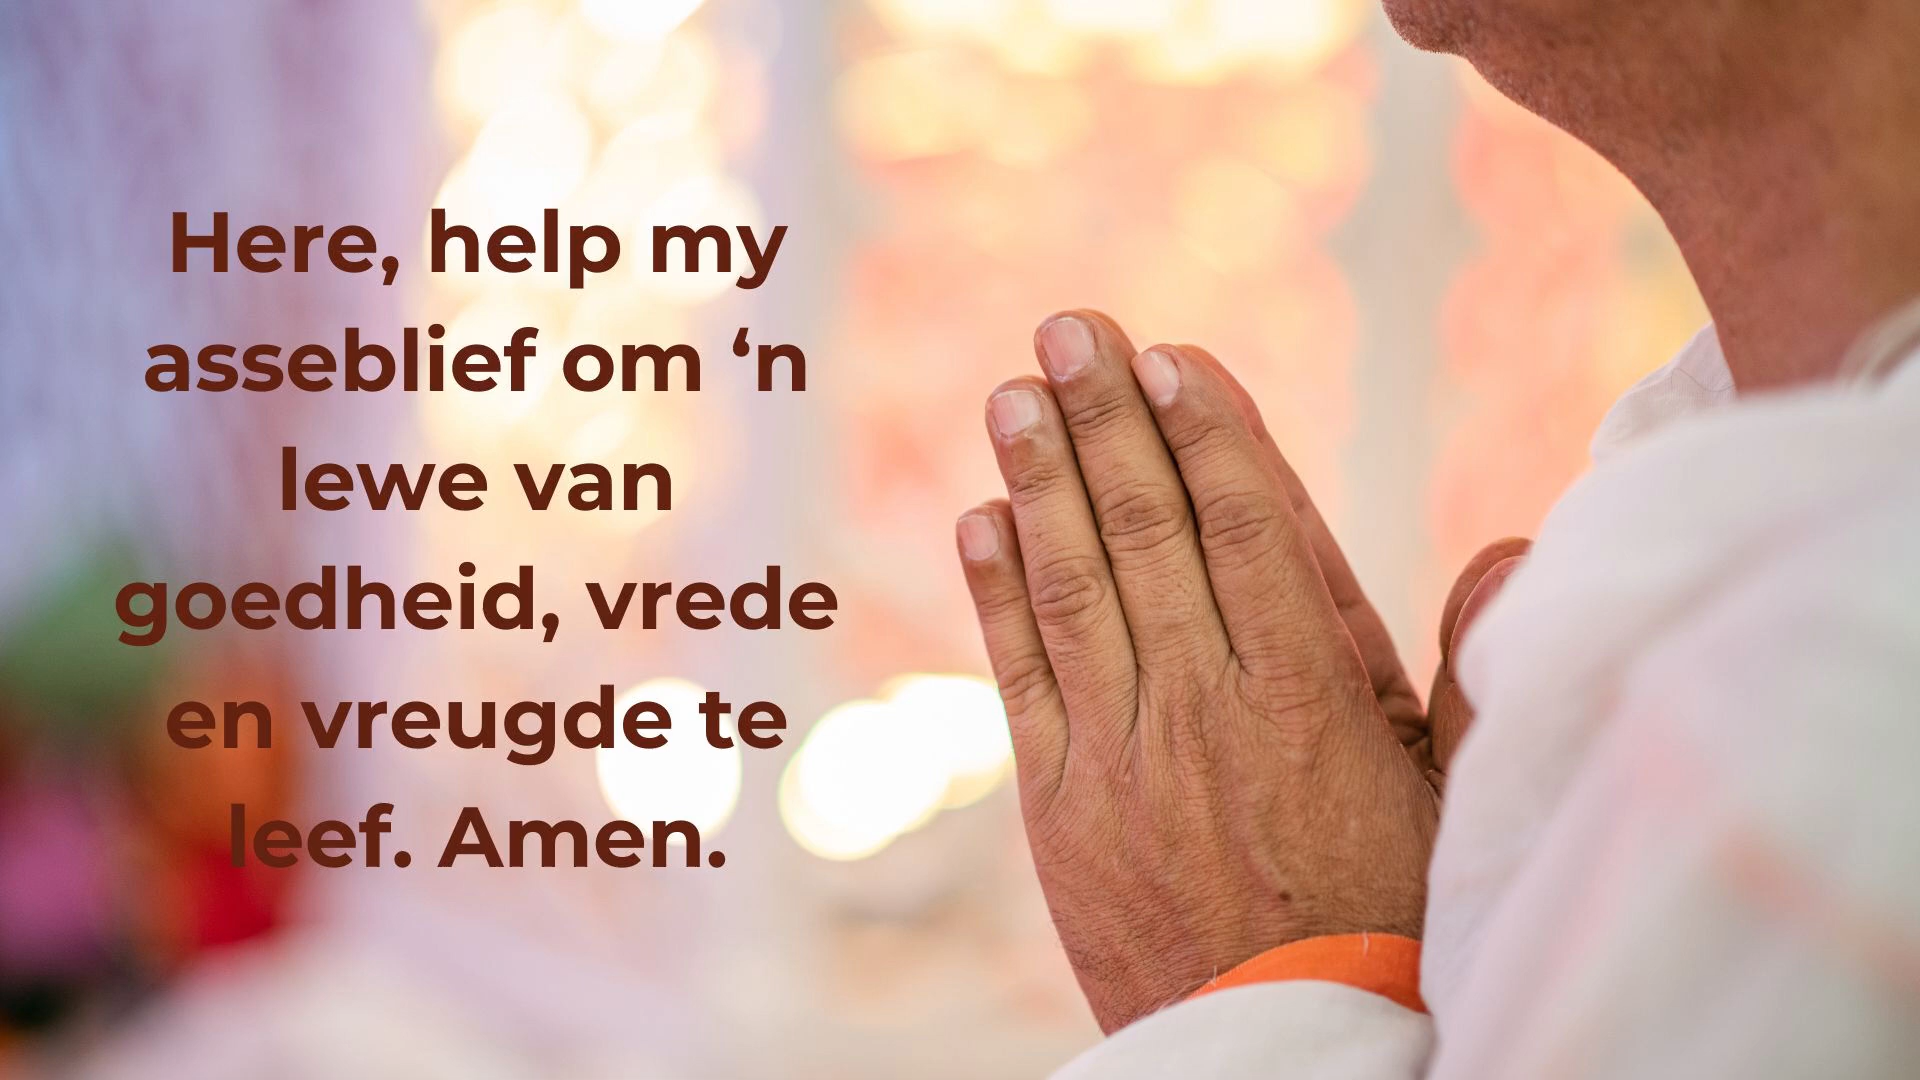 Here, help my
asseblief om ‘n
lewe van
goedheid, vrede
en vreugde te
leef. Amen.